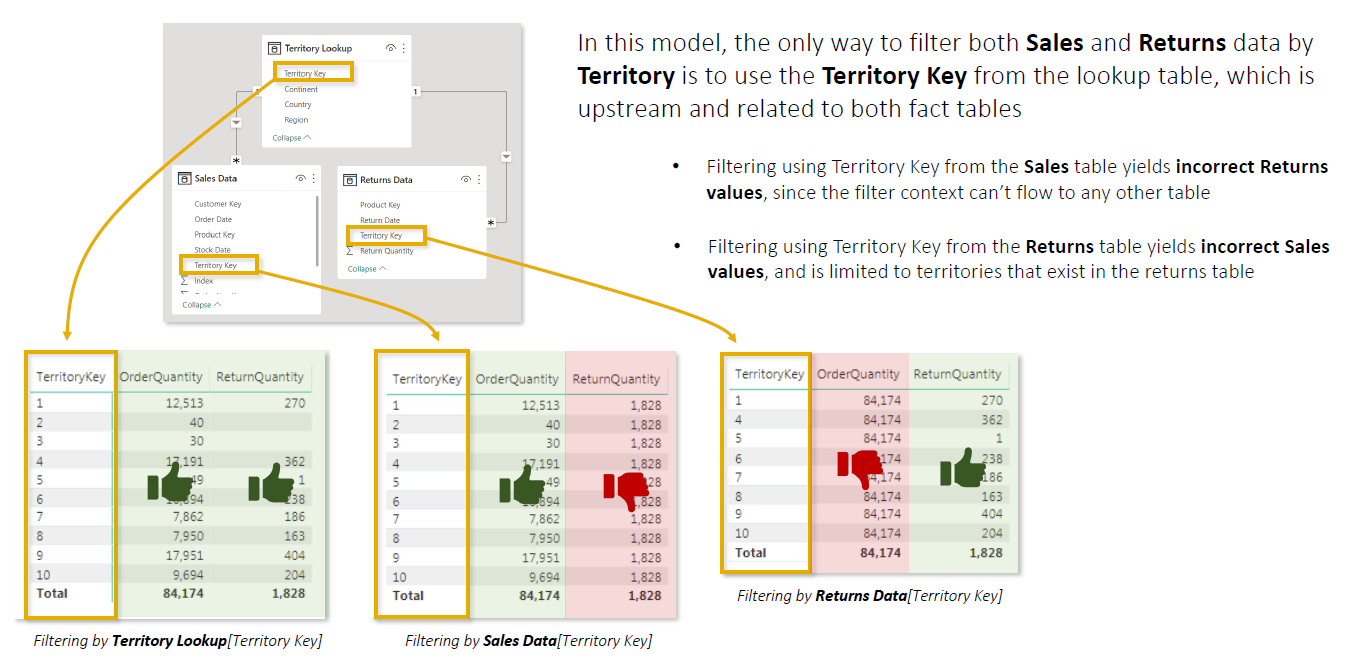 Territory Lookup
Territory Key
Continent
Country
Region
Collapse
1
*
Sales Data
Customer Key
Order Date
Product Key
Stock Date
Territory Key
Σ Index
Collapse
1
*
Returns Data
Product Key
Return Date
Territory Key
Σ Return Quantity
Collapse
In this model, the only way to filter both Sales and Returns data by
Territory is to use the Territory Key from the lookup table, which is
upstream and related to both fact tables
• Filtering using Territory Key from the Sales table yields incorrect Returns
values, since the filter context can’t flow to any other table
• Filtering using Territory Key from the Returns table yields incorrect Sales
values, and is limited to territories that exist in the returns table
TerritoryKey OrderQuantity ReturnQuantity
1 12,513 270
2 40
3 30
4 17,191 362
5 49 1
6 894 238
7 7,862 186
8 7,950 163
9 17,951 404
10 9,694 204
Total 84,174 1,828
Filtering by Territory Lookup[Territory Key]
TerritoryKey OrderQuantity ReturnQuantity
1 12,513 1,828
2 40 1,828
3 30 1,828
4 17,191 1,828
5 49 28
6 894 1,828
7 7,862 1,828
8 7,950 1,828
9 17,951 1,828
10 9,694 1,828
Total 84,174 1,828
Filtering by Sales Data[Territory Key]
TerritoryKey OrderQuantity ReturnQuantity
1 84,174 270
4 84,174 362
5 84,174 1
6 174 238
7 4,174 186
8 84,174 163
9 84,174 404
10 84,174 204
Total 84,174 1,828
Filtering by Returns Data[Territory Key]